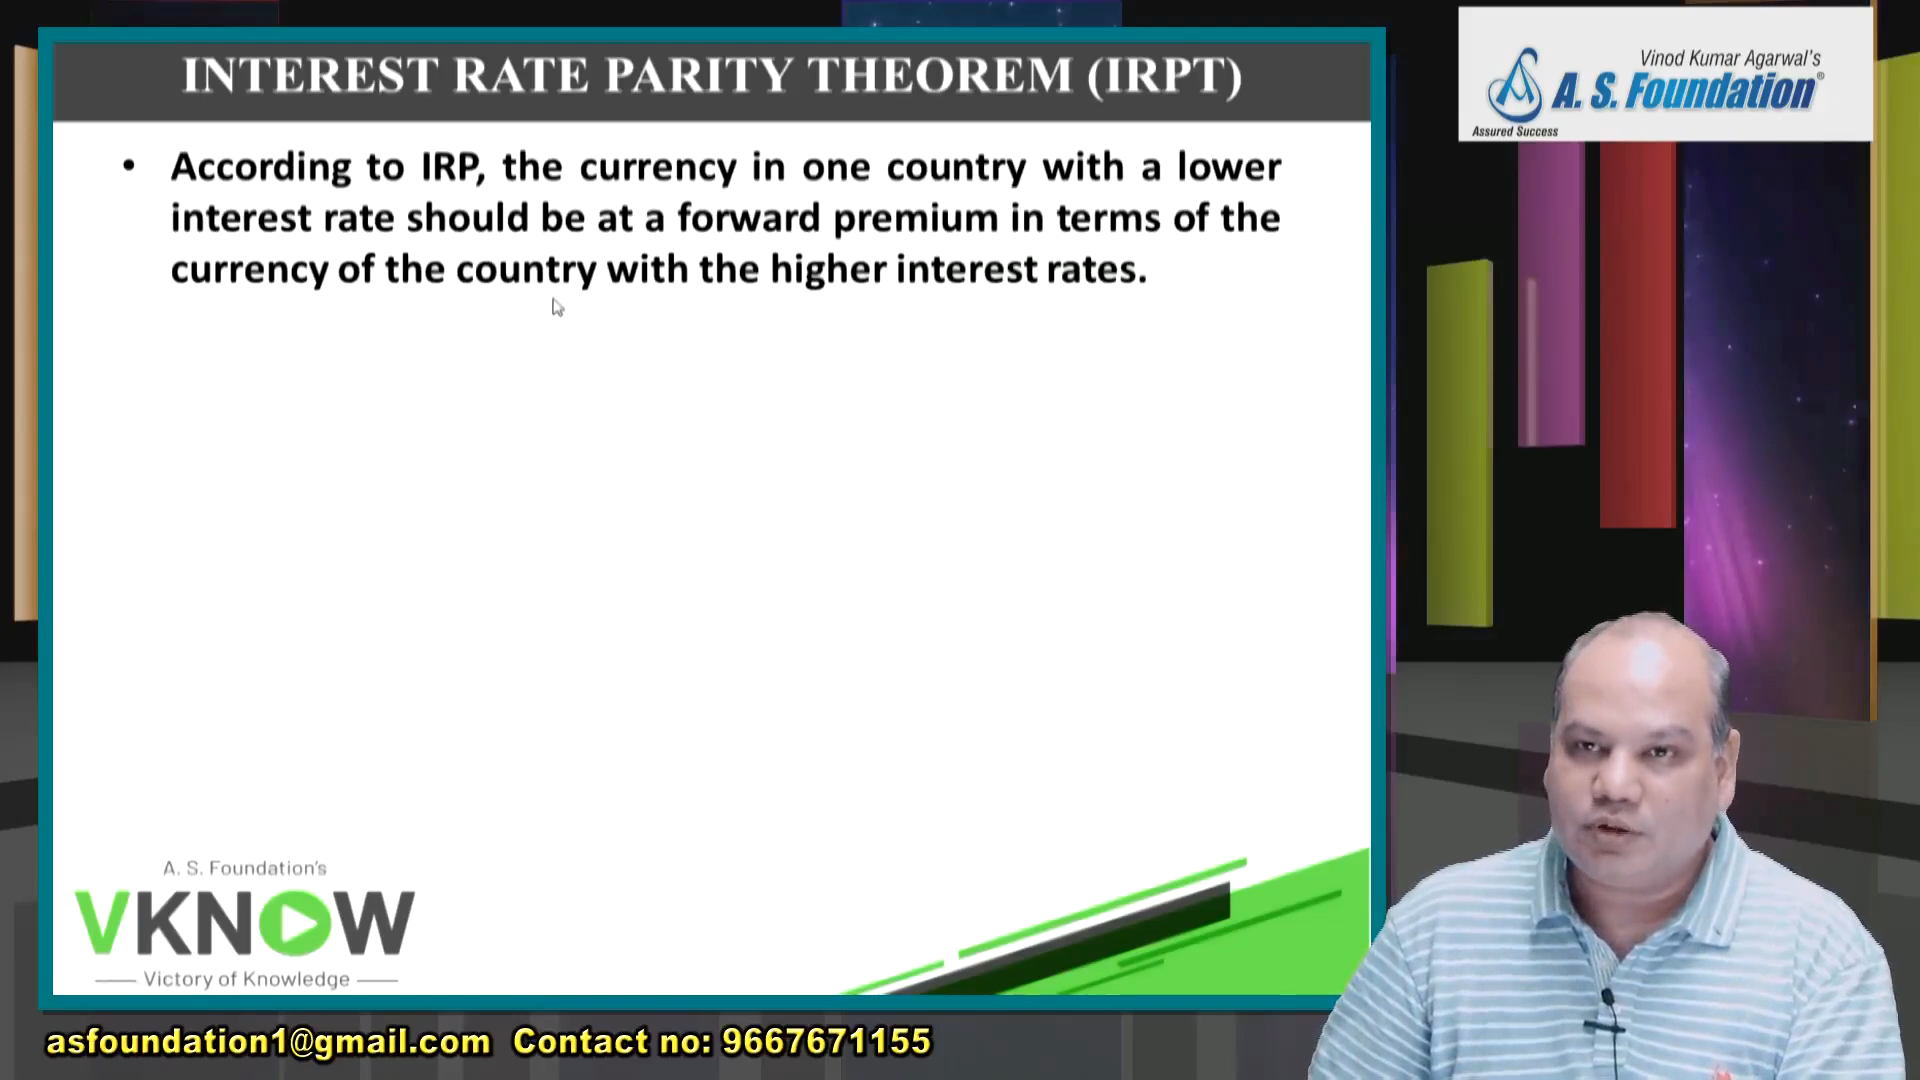 INTEREST RATE PARITY THEOREM (IRPT)
Vinod Kumar Agarwal's
A. S. Foundation®
Assured Success
• According to IRP, the currency in one country with a lower
interest rate should be at a forward premium in terms of the
currency of the country with the higher interest rates.
A. S. Foundation's
VKNOW
Victory of Knowledge
asfoundation1@gmail.com Contact no: 9667671155